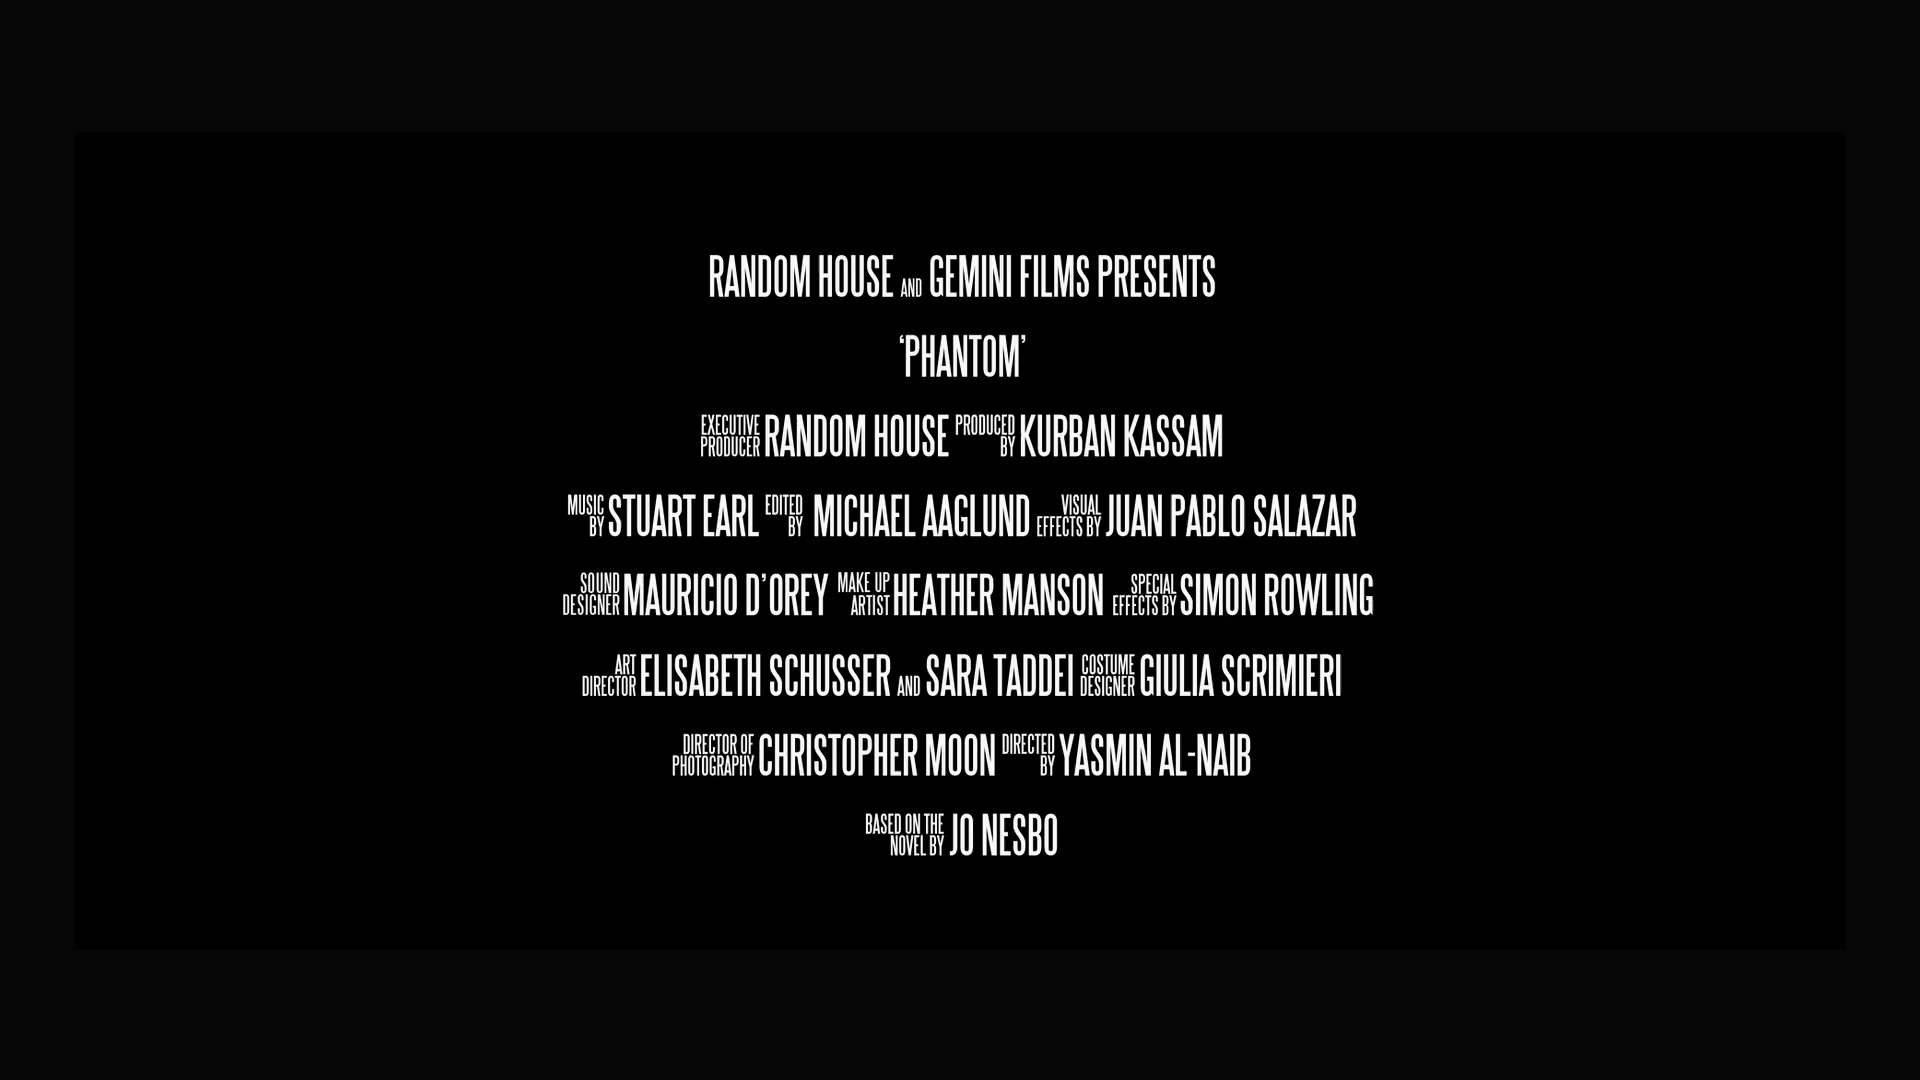 RANDOM HOUSE AND GEMINI FILMS PRESENTS
‘PHANTOM’
EXECUTIVE PRODUCER RANDOM HOUSE PRODUCED BY KURBAN KASSAM
MUSIC BY STUART EARL EDITED BY MICHAEL AAGLUND VISUAL EFFECTS BY JUAN PABLO SALAZAR
SOUND DESIGNER MAURICIO D’OREY MAKE UP ARTIST HEATHER MANSON SPECIAL EFFECTS BY SIMON ROWLING
ART DIRECTOR ELISABETH SCHUSSER AND SARA TADDEI COSTUME DESIGNER GIULIA SCRIMIERI
DIRECTOR OF PHOTOGRAPHY CHRISTOPHER MOON DIRECTED BY YASMIN AL-NAIB
BASED ON THE NOVEL BY JO NESBO